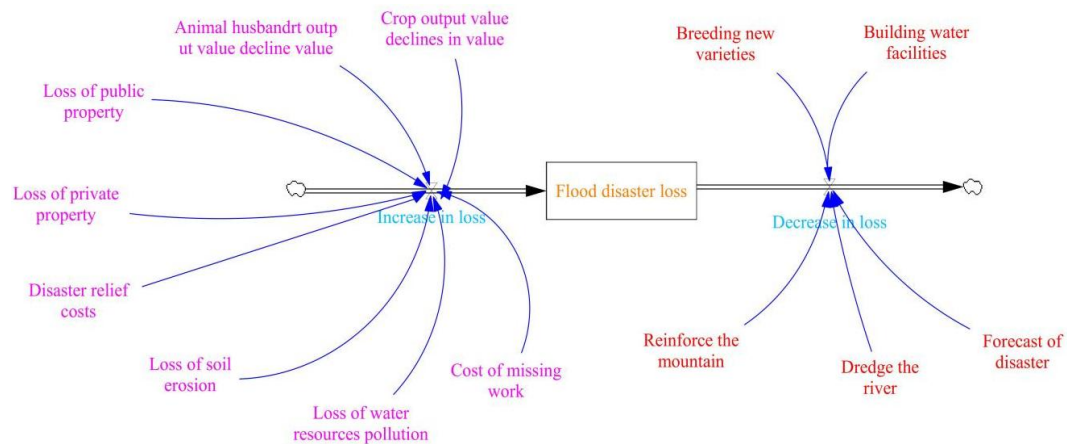 Animal husbandrt outp
ut value decline value
Crop output value
declines in value
Breeding new
varieties
Building water
facilities
Loss of public
property
Loss of private
property
Increase in loss
Flood disaster loss
Decrease in loss
Disaster relief
costs
Loss of soil
erosion
Loss of water
resources pollution
Cost of missing
work
Reinforce the
mountain
Dredge the
river
Forecast of
disaster